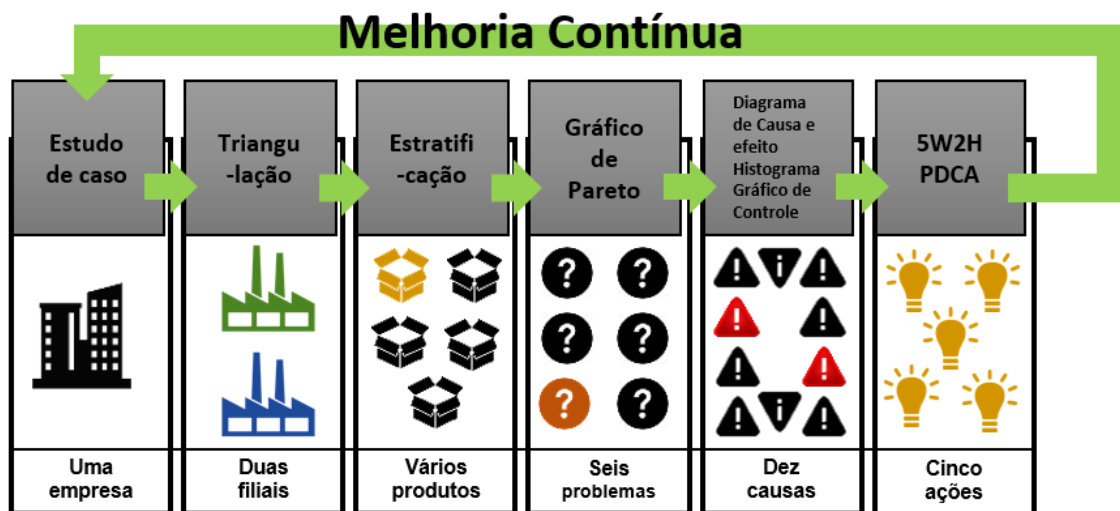 Melhoria Contínua
Estudo
de caso
Triangu
-lação
Estratifi
-cação
Gráfico
de
Pareto
Diagrama
de Causa e
efeito
Histograma
Gráfico de
Controle
5W2H
PDCA
?
?
?
?
?
?
!
i
!
!
!
!
!
!
i
!
Uma
empresa
Duas
filiais
Vários
produtos
Seis
problemas
Dez
causas
Cinco
ações